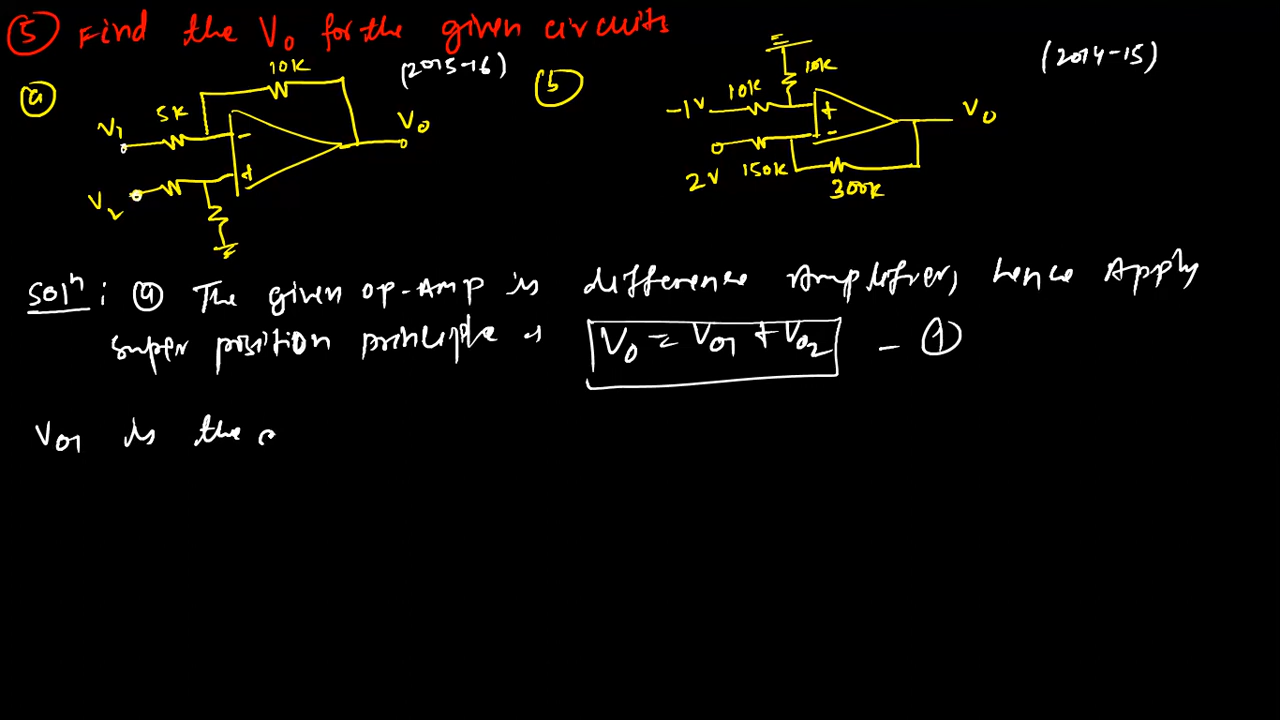 ⑤ Find the V₀ for the given circuits
(2015-16)
(2014-15)
ⓐ
10K
5K
V₁
-
V₀
+
V₂
ⓑ
10K
10K
-1V
+
V₀
-
2V
150K
300K
Solⁿ : ⓐ The given op-Amp is difference Amplifier, hence Apply
super position principle
V₀ = V₀₁ + V₀₂ - ①
V₀₁ is the